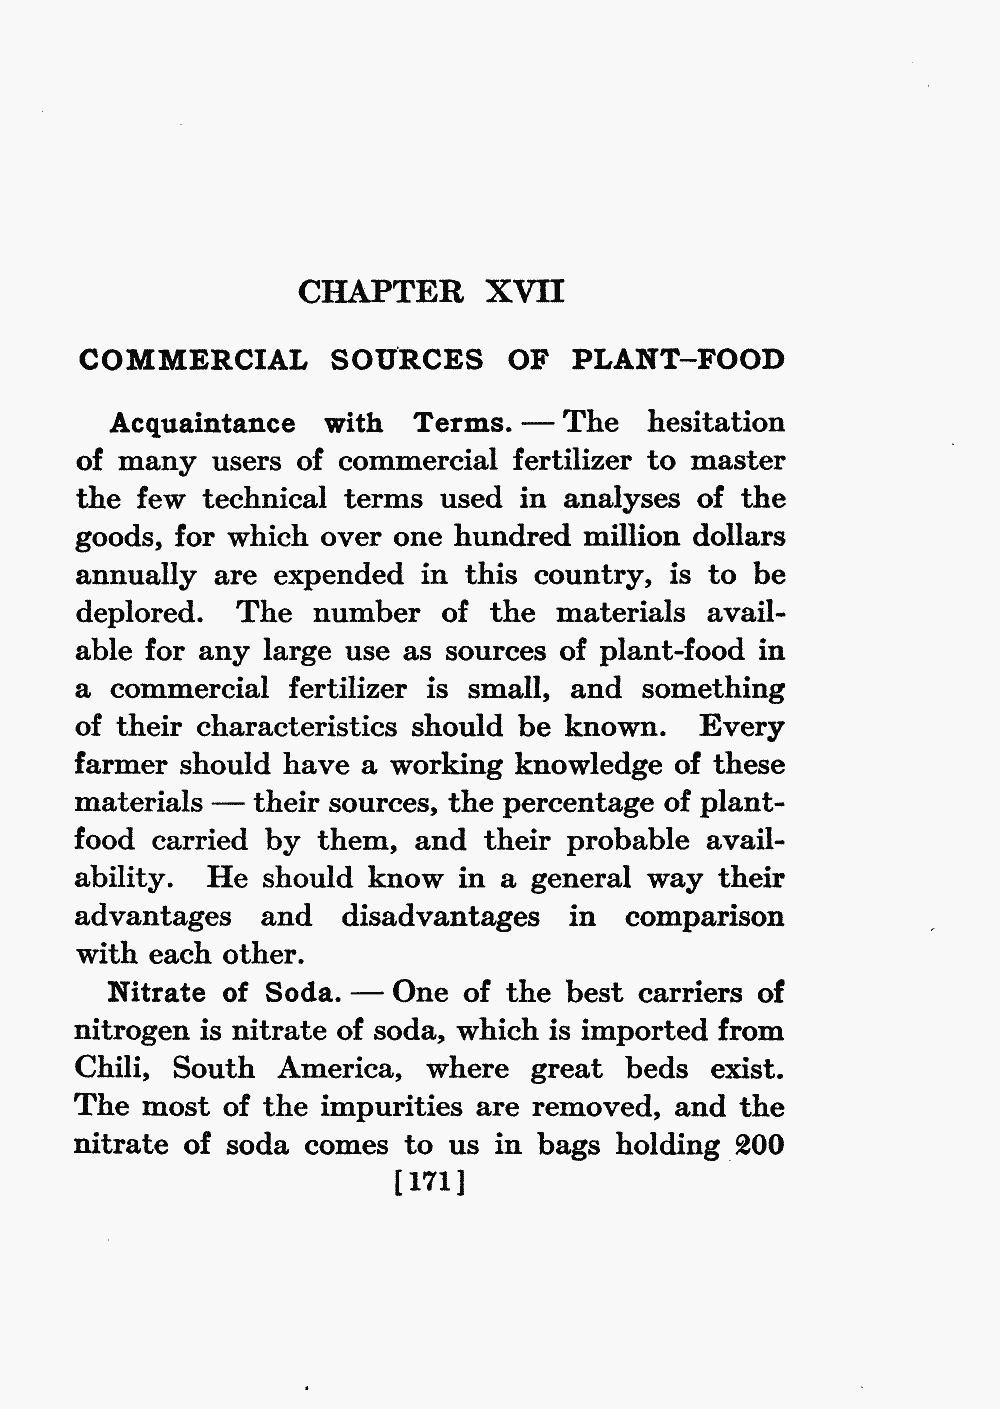 CHAPTER XVII
COMMERCIAL SOURCES OF PLANT-FOOD
Acquaintance with Terms. — The hesitation
of many users of commercial fertilizer to master
the few technical terms used in analyses of the
goods, for which over one hundred million dollars
annually are expended in this country, is to be
deplored. The number of the materials avail-
able for any large use as sources of plant-food in
a commercial fertilizer is small, and something
of their characteristics should be known. Every
farmer should have a working knowledge of these
materials — their sources, the percentage of plant-
food carried by them, and their probable avail-
ability. He should know in a general way their
advantages and disadvantages in comparison
with each other.
Nitrate of Soda. — One of the best carriers of
nitrogen is nitrate of soda, which is imported from
Chili, South America, where great beds exist.
The most of the impurities are removed, and the
nitrate of soda comes to us in bags holding 200
[171]